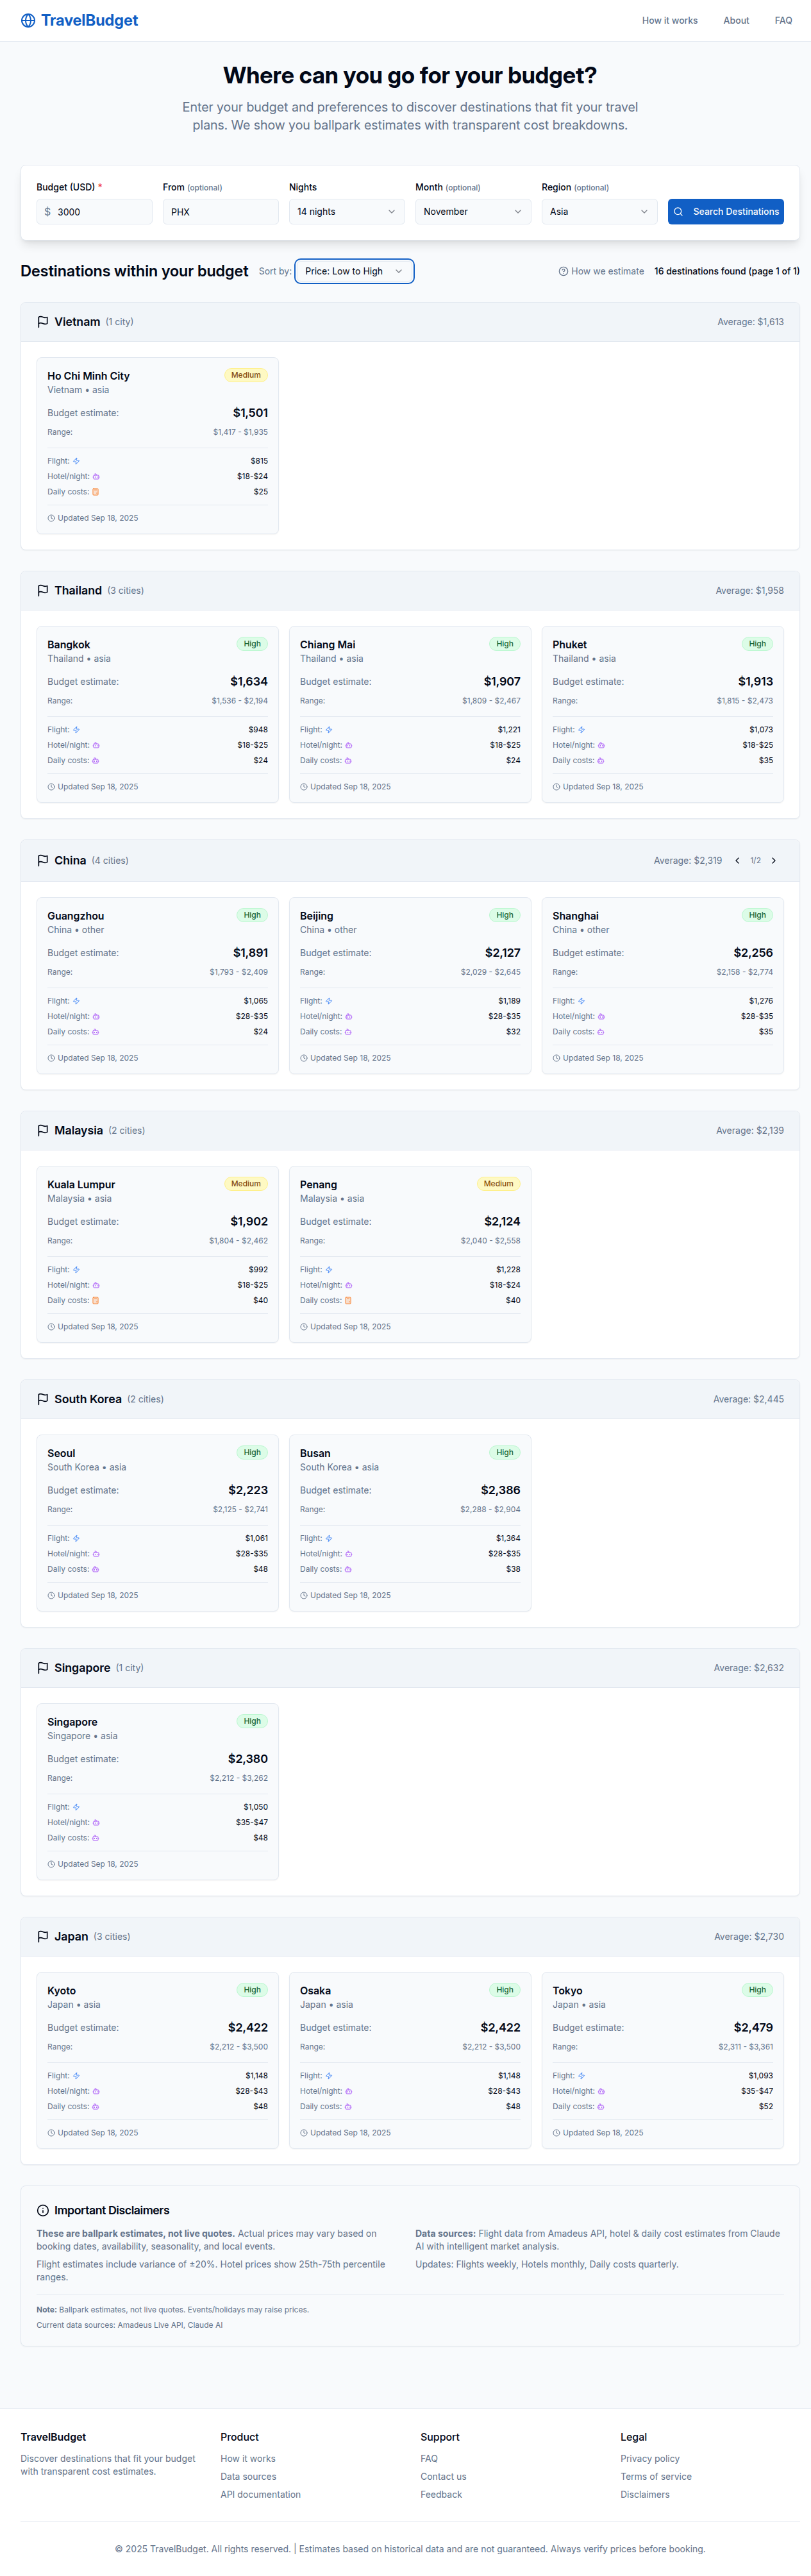 TravelBudget
How it works
About
FAQ
Where can you go for your budget?
Enter your budget and preferences to discover destinations that fit your travel
plans. We show you ballpark estimates with transparent cost breakdowns.
Budget (USD) *
From (optional)
Nights
Month (optional)
Region (optional)
$ 3000
PHX
14 nights
November
Asia
Search Destinations
Destinations within your budget
Sort by:
Price: Low to High
How we estimate
16 destinations found (page 1 of 1)
Vietnam (1 city)
Average: $1,613
Ho Chi Minh City
Medium
Vietnam • asia
Budget estimate: $1,501
Range: $1,417 - $1,935
Flight: $815
Hotel/night: $18-$24
Daily costs: $25
Updated Sep 18, 2025
Thailand (3 cities)
Average: $1,958
Bangkok
High
Thailand • asia
Budget estimate: $1,634
Range: $1,536 - $2,194
Flight: $948
Hotel/night: $18-$25
Daily costs: $24
Updated Sep 18, 2025
Chiang Mai
High
Thailand • asia
Budget estimate: $1,907
Range: $1,809 - $2,467
Flight: $1,221
Hotel/night: $18-$25
Daily costs: $24
Updated Sep 18, 2025
Phuket
High
Thailand • asia
Budget estimate: $1,913
Range: $1,815 - $2,473
Flight: $1,073
Hotel/night: $18-$25
Daily costs: $35
Updated Sep 18, 2025
China (4 cities)
Average: $2,319
1/2
Guangzhou
High
China • other
Budget estimate: $1,891
Range: $1,793 - $2,409
Flight: $1,065
Hotel/night: $28-$35
Daily costs: $24
Updated Sep 18, 2025
Beijing
High
China • other
Budget estimate: $2,127
Range: $2,029 - $2,645
Flight: $1,189
Hotel/night: $28-$35
Daily costs: $32
Updated Sep 18, 2025
Shanghai
High
China • other
Budget estimate: $2,256
Range: $2,158 - $2,774
Flight: $1,276
Hotel/night: $28-$35
Daily costs: $35
Updated Sep 18, 2025
Malaysia (2 cities)
Average: $2,139
Kuala Lumpur
Medium
Malaysia • asia
Budget estimate: $1,902
Range: $1,804 - $2,462
Flight: $992
Hotel/night: $18-$25
Daily costs: $40
Updated Sep 18, 2025
Penang
Medium
Malaysia • asia
Budget estimate: $2,124
Range: $2,040 - $2,558
Flight: $1,228
Hotel/night: $18-$24
Daily costs: $40
Updated Sep 18, 2025
South Korea (2 cities)
Average: $2,445
Seoul
High
South Korea • asia
Budget estimate: $2,223
Range: $2,125 - $2,741
Flight: $1,061
Hotel/night: $28-$35
Daily costs: $48
Updated Sep 18, 2025
Busan
High
South Korea • asia
Budget estimate: $2,386
Range: $2,288 - $2,904
Flight: $1,364
Hotel/night: $28-$35
Daily costs: $38
Updated Sep 18, 2025
Singapore (1 city)
Average: $2,632
Singapore
High
Singapore • asia
Budget estimate: $2,380
Range: $2,212 - $3,262
Flight: $1,050
Hotel/night: $35-$47
Daily costs: $48
Updated Sep 18, 2025
Japan (3 cities)
Average: $2,730
Kyoto
High
Japan • asia
Budget estimate: $2,422
Range: $2,212 - $3,500
Flight: $1,148
Hotel/night: $28-$43
Daily costs: $48
Updated Sep 18, 2025
Osaka
High
Japan • asia
Budget estimate: $2,422
Range: $2,212 - $3,500
Flight: $1,148
Hotel/night: $28-$43
Daily costs: $48
Updated Sep 18, 2025
Tokyo
High
Japan • asia
Budget estimate: $2,479
Range: $2,311 - $3,361
Flight: $1,093
Hotel/night: $35-$47
Daily costs: $52
Updated Sep 18, 2025
Important Disclaimers
These are ballpark estimates, not live quotes. Actual prices may vary based on
booking dates, availability, seasonality, and local events.
Flight estimates include variance of ±20%. Hotel prices show 25th-75th percentile
ranges.
Data sources: Flight data from Amadeus API, hotel & daily cost estimates from Claude
AI with intelligent market analysis.
Updates: Flights weekly, Hotels monthly, Daily costs quarterly.
Note: Ballpark estimates, not live quotes. Events/holidays may raise prices.
Current data sources: Amadeus Live API, Claude AI
TravelBudget
Discover destinations that fit your budget
with transparent cost estimates.
Product
How it works
Data sources
API documentation
Support
FAQ
Contact us
Feedback
Legal
Privacy policy
Terms of service
Disclaimers
© 2025 TravelBudget. All rights reserved. | Estimates based on historical data and are not guaranteed. Always verify prices before booking.